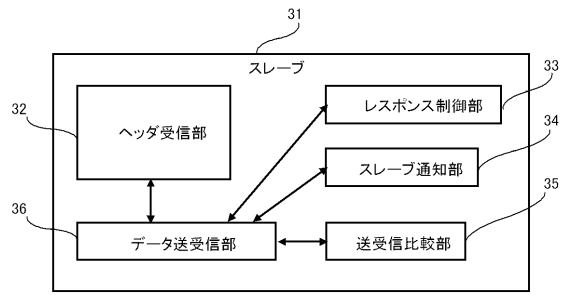 31
スレーブ
33
レスポンス制御部
32
ヘッダ受信部
34
スレーブ通知部
35
36
データ送受信部
送受信比較部